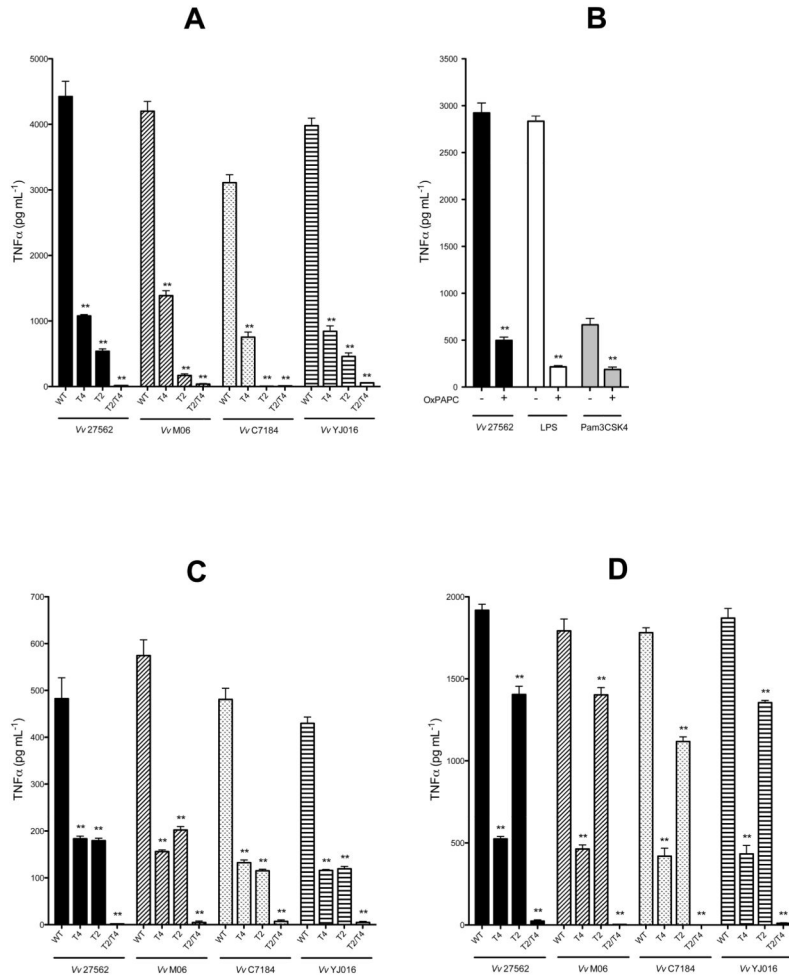 A
5000
4000
3000
2000
1000
0
TNFα (pg mL-1)
** ** **
** ** **
** ** **
** ** **
WT T4 T2 T2/T4 WT T4 T2 T2/T4 WT T4 T2 T2/T4 WT T4 T2 T2/T4
Vv 27562 Vv M06 Vv C7184 Vv YJ016
B
3500
3000
2500
2000
1500
1000
500
0
TNFα (pg mL-1)
** ** **
OxPAPC - + - + - +
Vv 27562 LPS Pam3CSK4
C
700
600
500
400
300
200
100
0
TNFα (pg mL-1)
** ** **
** ** **
** ** **
** ** **
WT T4 T2 T2/T4 WT T4 T2 T2/T4 WT T4 T2 T2/T4 WT T4 T2 T2/T4
Vv 27562 Vv M06 Vv C7184 Vv YJ016
D
2000
1500
1000
500
0
TNFα (pg mL-1)
** ** **
** ** **
** ** **
** ** **
WT T4 T2 T2/T4 WT T4 T2 T2/T4 WT T4 T2 T2/T4 WT T4 T2 T2/T4
Vv 27562 Vv M06 Vv C7184 Vv YJ016